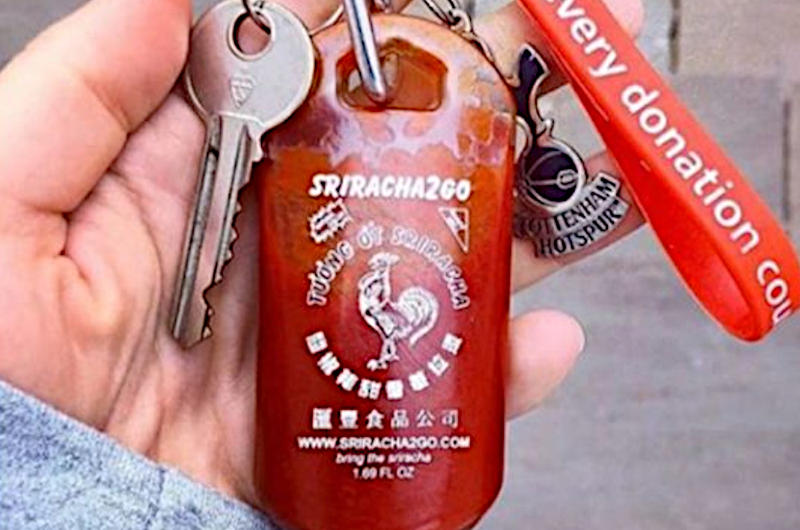 SRIRACHA2GO
TƯƠNG ỚT SRIRACHA
匯豐食品公司
WWW.SRIRACHA2GO.COM
bring the sriracha
1.69 FL OZ
TOTTENHAM
HOTSPUR
very donation cou